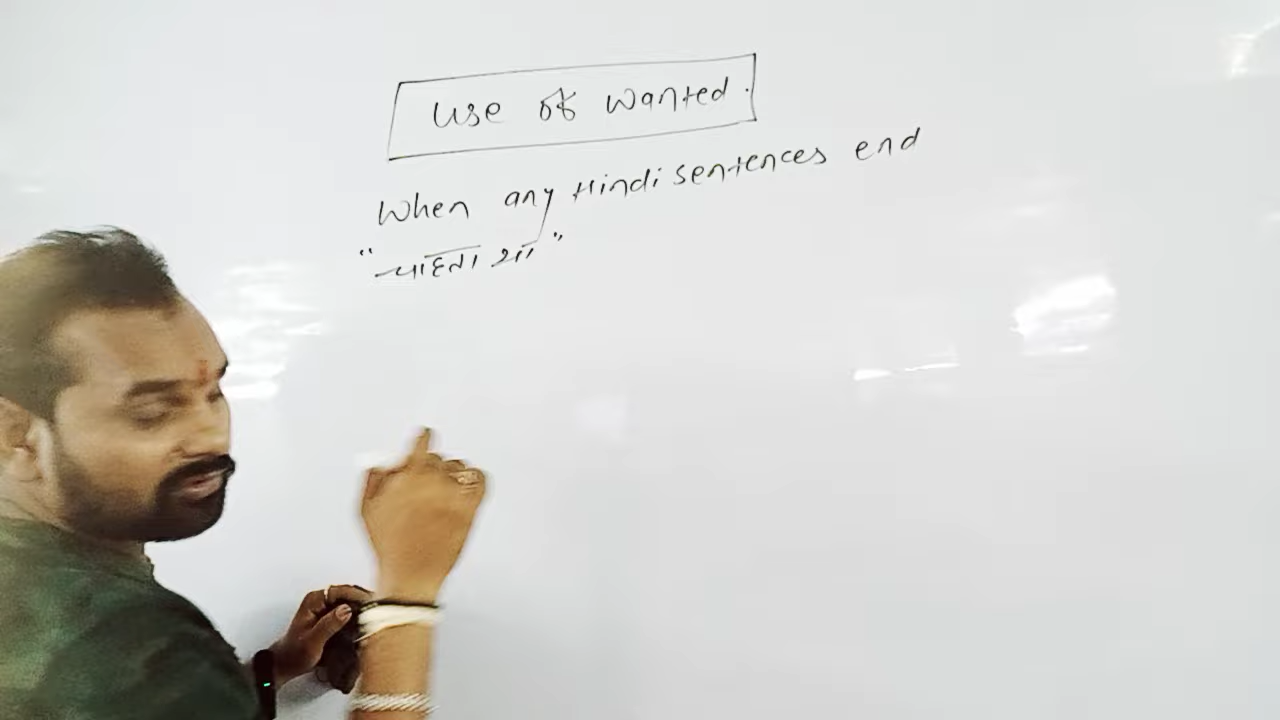 Use of Wanted.
When any Hindi sentences end
"चाहता था"